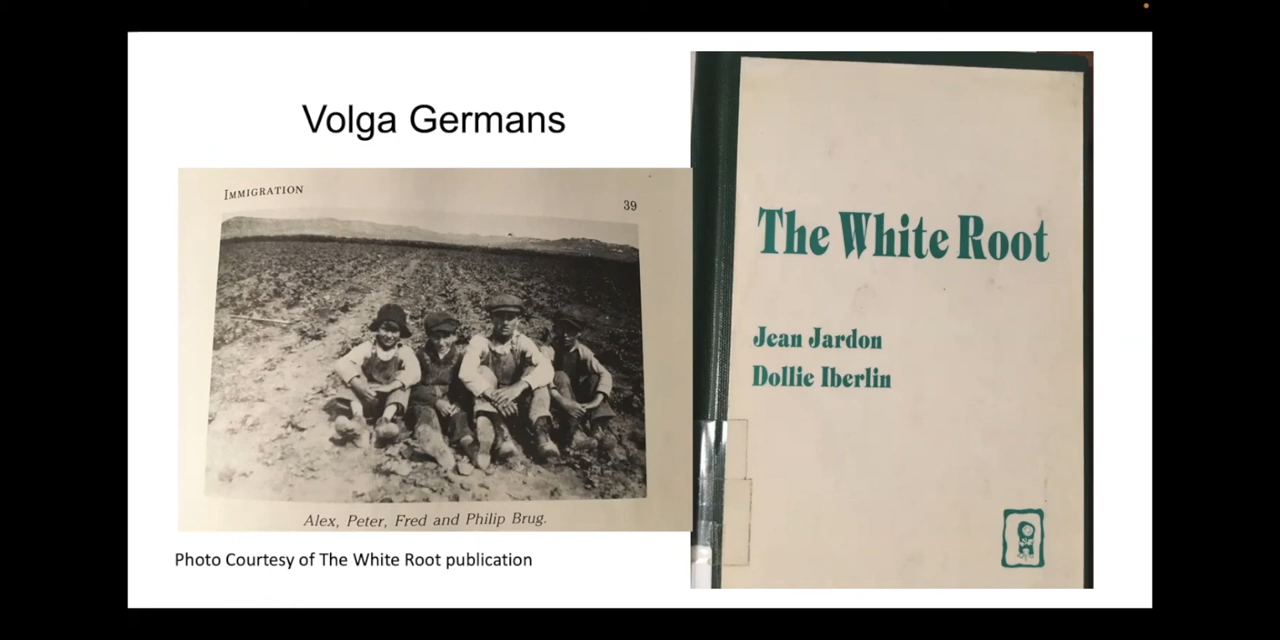 Volga Germans
IMMIGRATION
39
Alex, Peter, Fred and Philip Brug.
Photo Courtesy of The White Root publication
The White Root
Jean Jardon
Dollie Iberlin